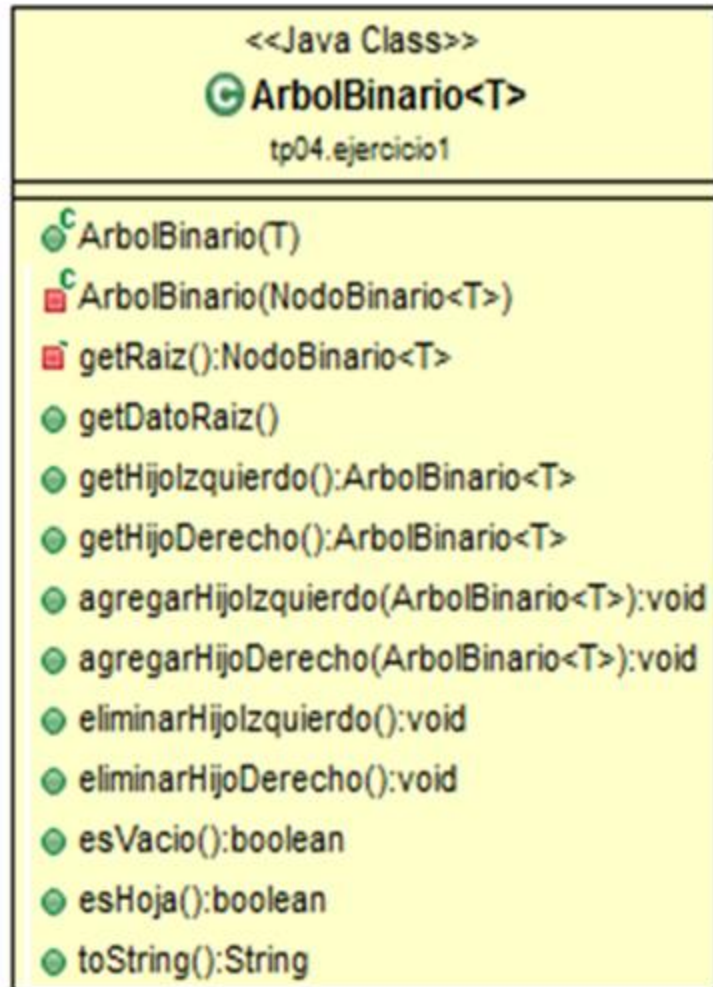 <<Java Class>>
C ArbolBinario<T>
tp04.ejercicio1
C ArbolBinario(T)
C ArbolBinario(NodoBinario<T>)
getRaiz():NodoBinario<T>
getDatoRaiz()
getHijoIzquierdo():ArbolBinario<T>
getHijoDerecho():ArbolBinario<T>
agregarHijoIzquierdo(ArbolBinario<T>):void
agregarHijoDerecho(ArbolBinario<T>):void
eliminarHijoIzquierdo():void
eliminarHijoDerecho():void
esVacio():boolean
esHoja():boolean
toString():String